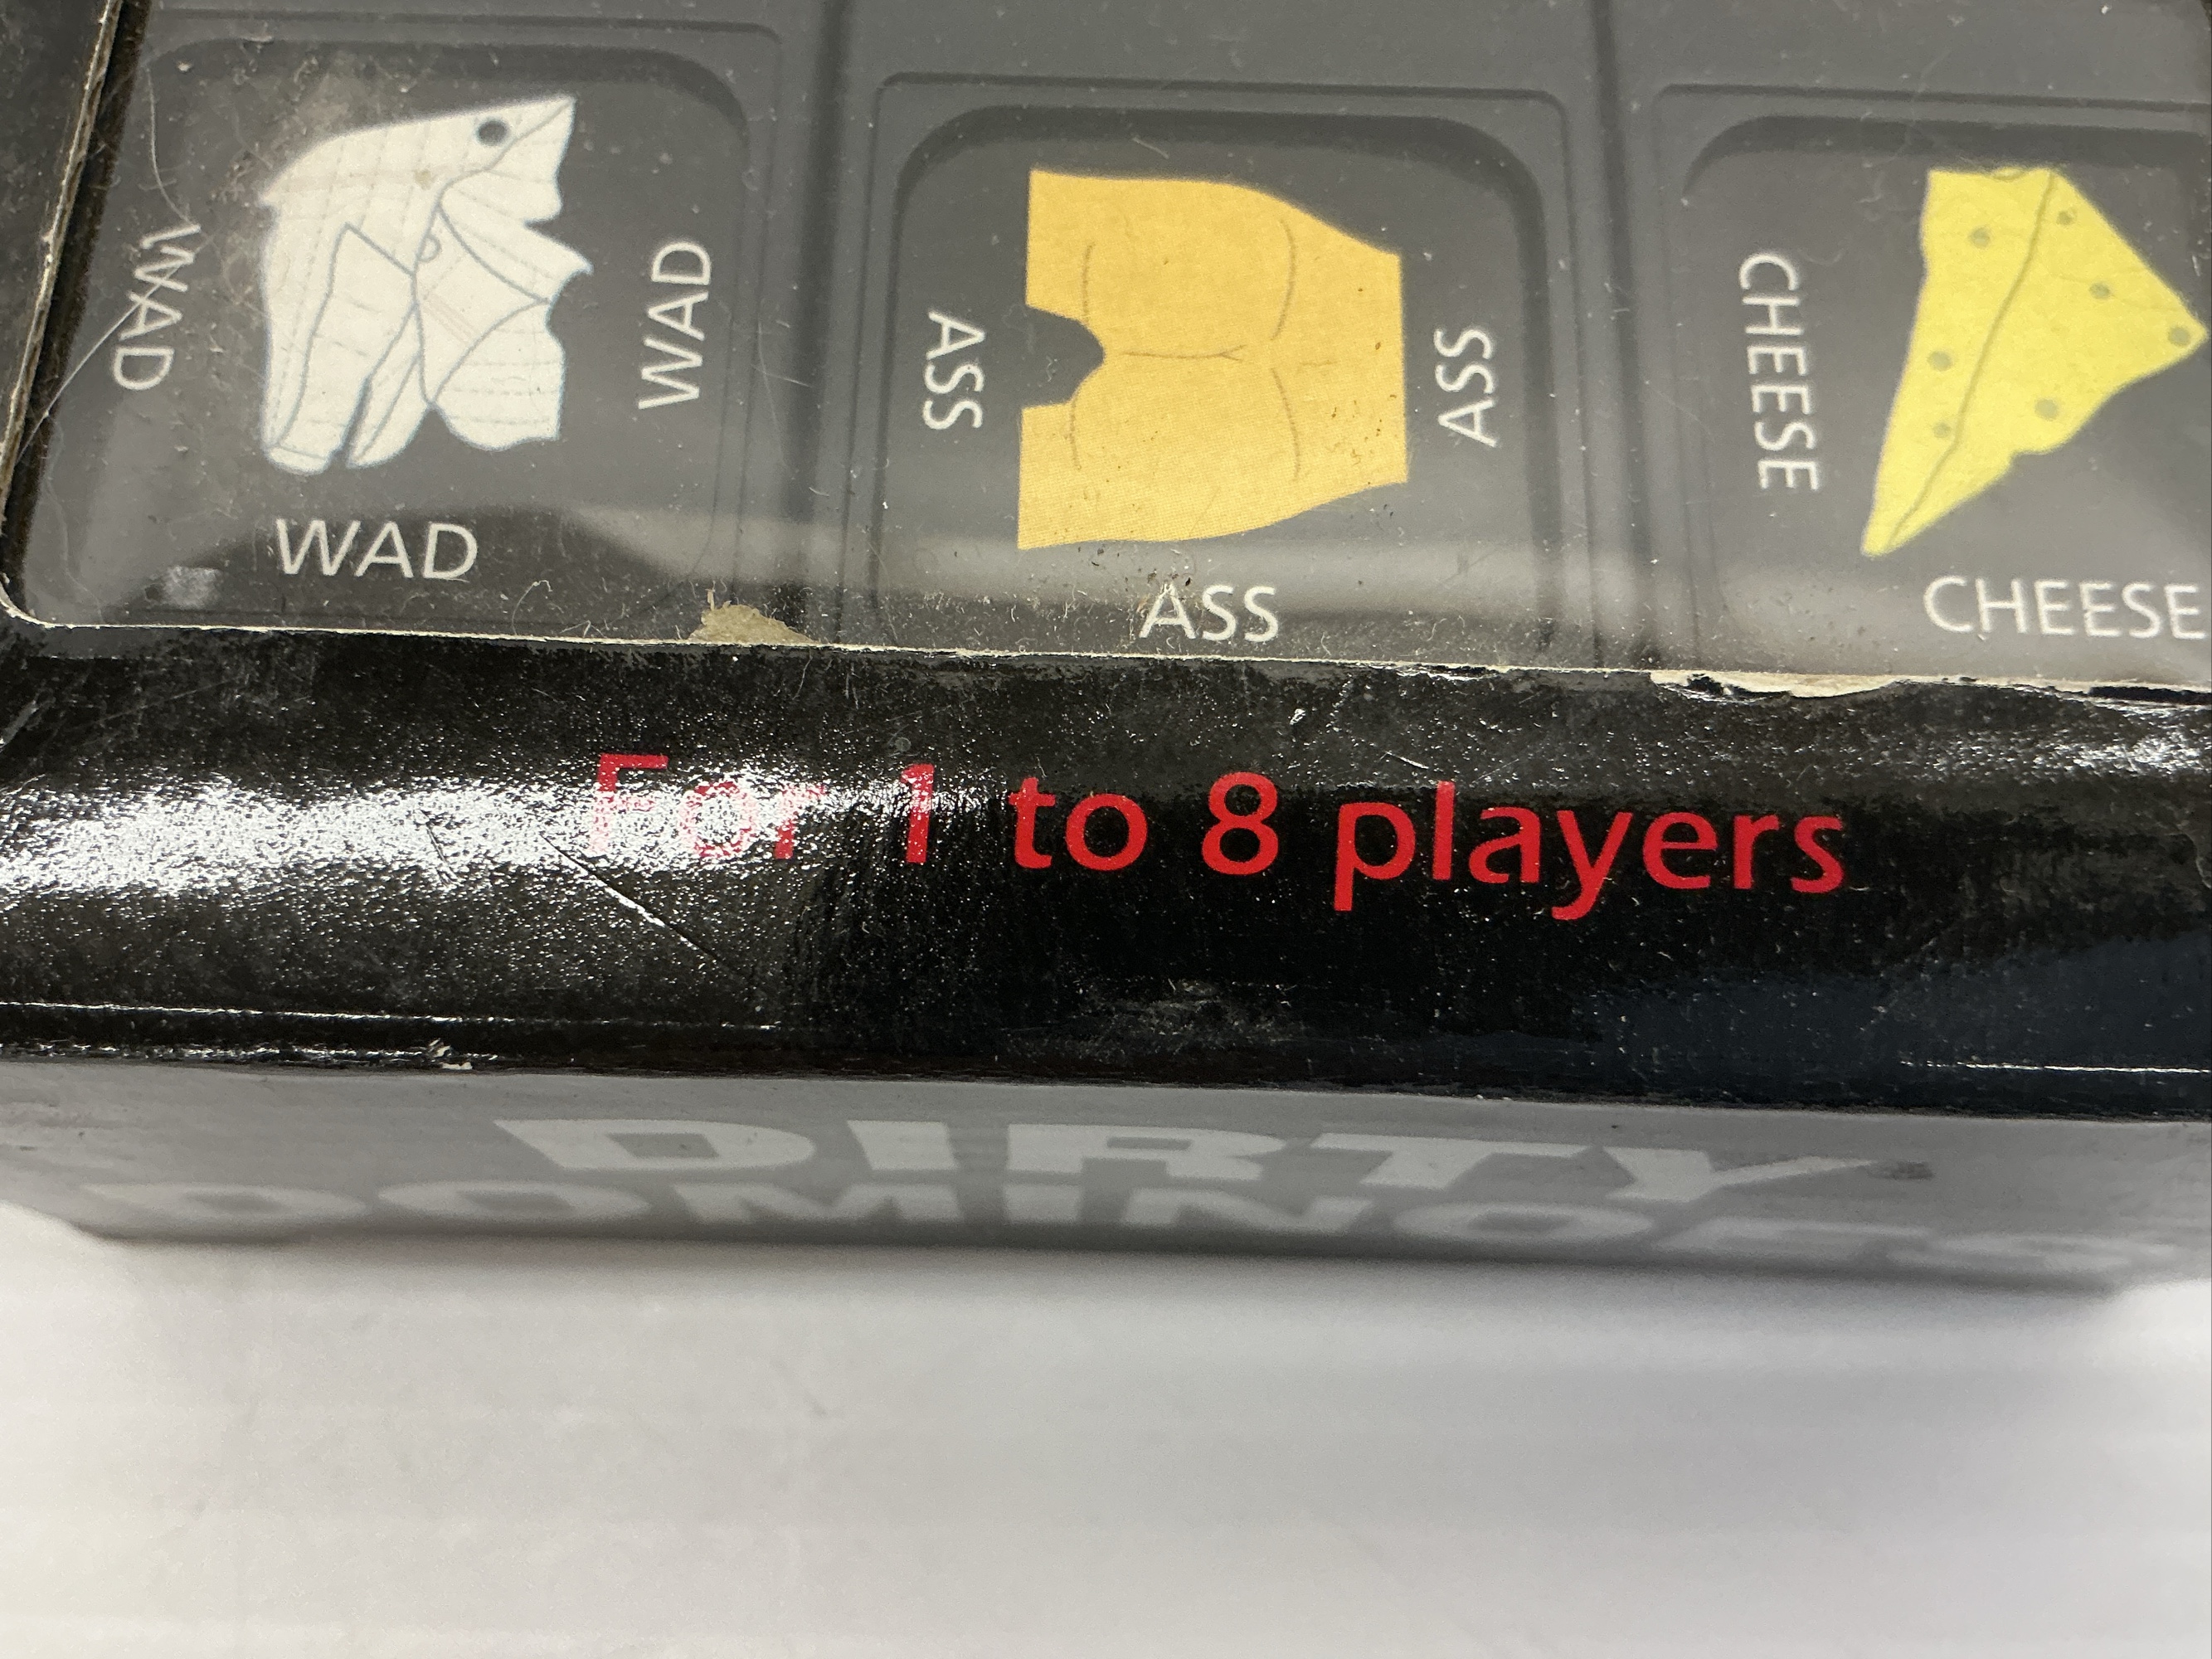 WAD
WAD
WAD
ASS
ASS
ASS
CHEESE
CHEESE
For 1 to 8 players
DIRTY
DOMINOES